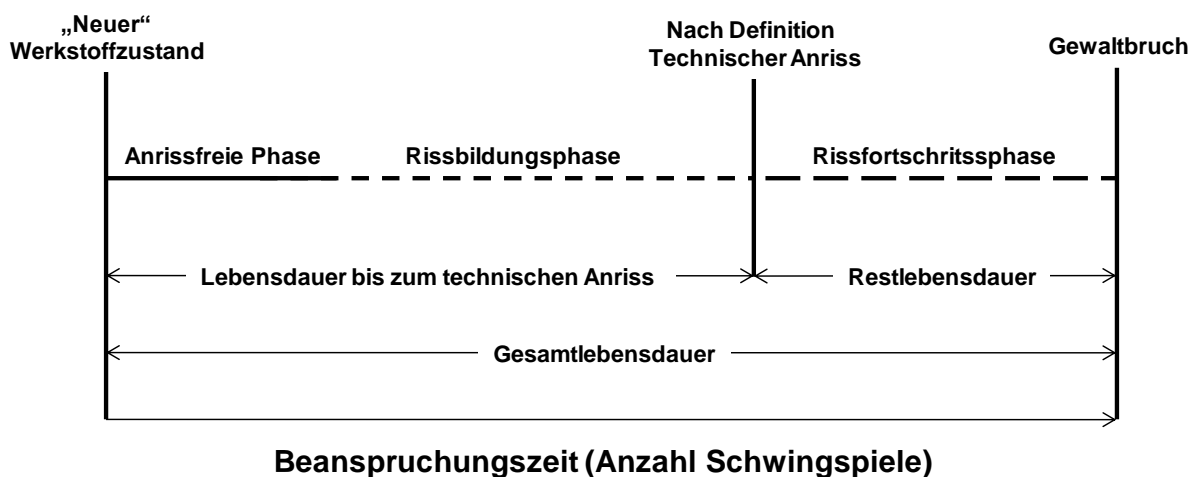 „Neuer“
Werkstoffzustand
Nach Definition
Technischer Anriss
Gewaltbruch
Anrissfreie Phase
Rissbildungsphase
Rissfortschritssphase
Lebensdauer bis zum technischen Anriss
Restlebensdauer
Gesamtlebensdauer
Beanspruchungszeit (Anzahl Schwingspiele)